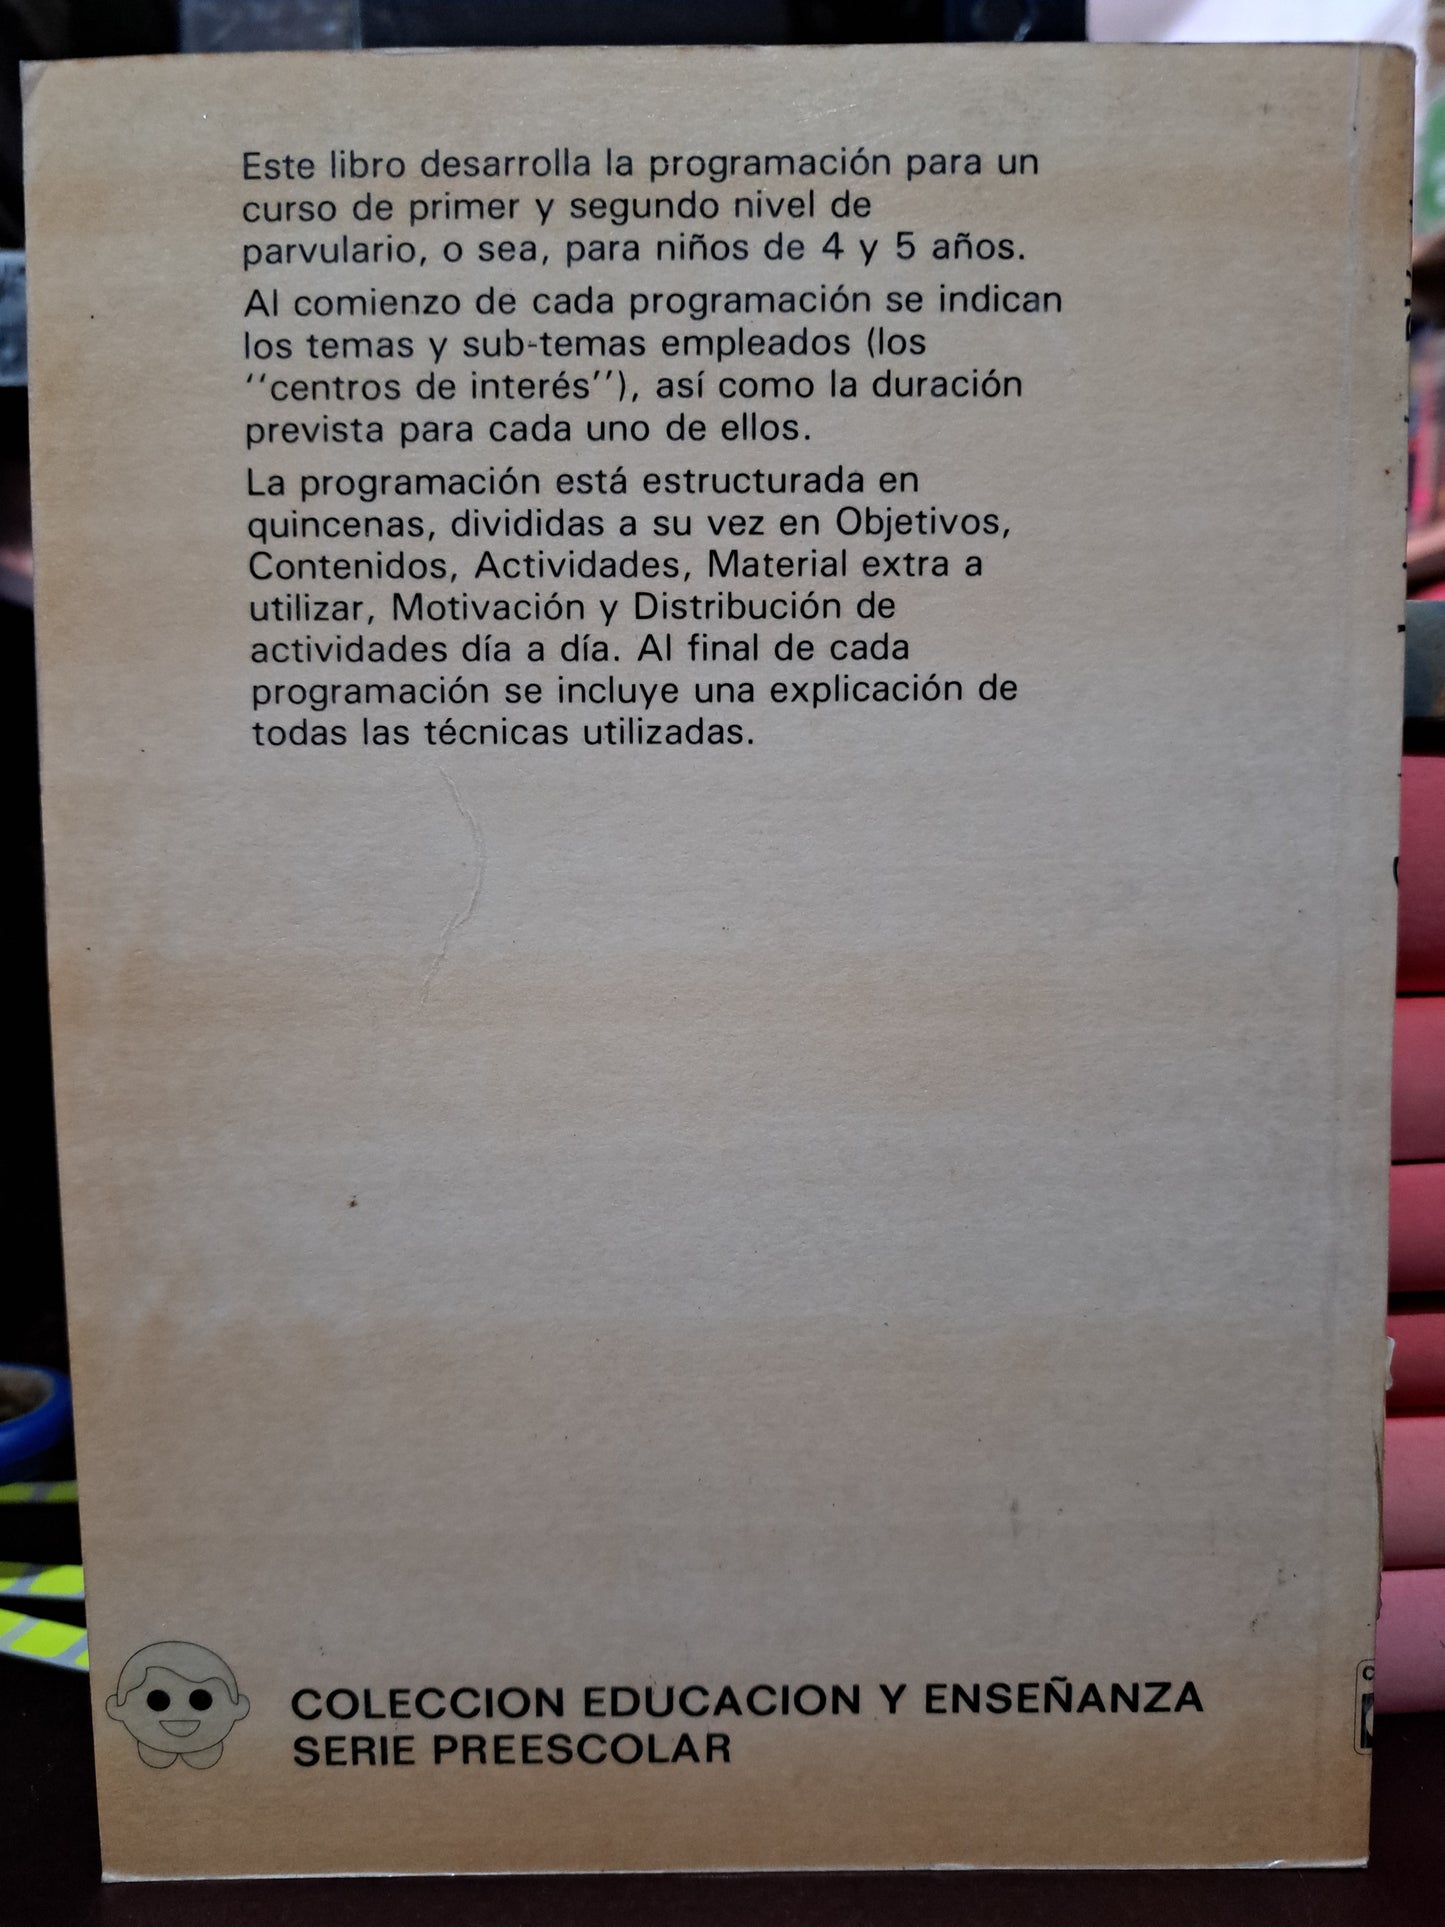 Este libro desarrolla la programación para un
curso de primer y segundo nivel de
parvulario, o sea, para niños de 4 y 5 años.
Al comienzo de cada programación se indican
los temas y sub-temas empleados (los
‘‘centros de interés’’), así como la duración
prevista para cada uno de ellos.
La programación está estructurada en
quincenas, divididas a su vez en Objetivos,
Contenidos, Actividades, Material extra a
utilizar, Motivación y Distribución de
actividades día a día. Al final de cada
programación se incluye una explicación de
todas las técnicas utilizadas.
COLECCION EDUCACION Y ENSEÑANZA
SERIE PREESCOLAR